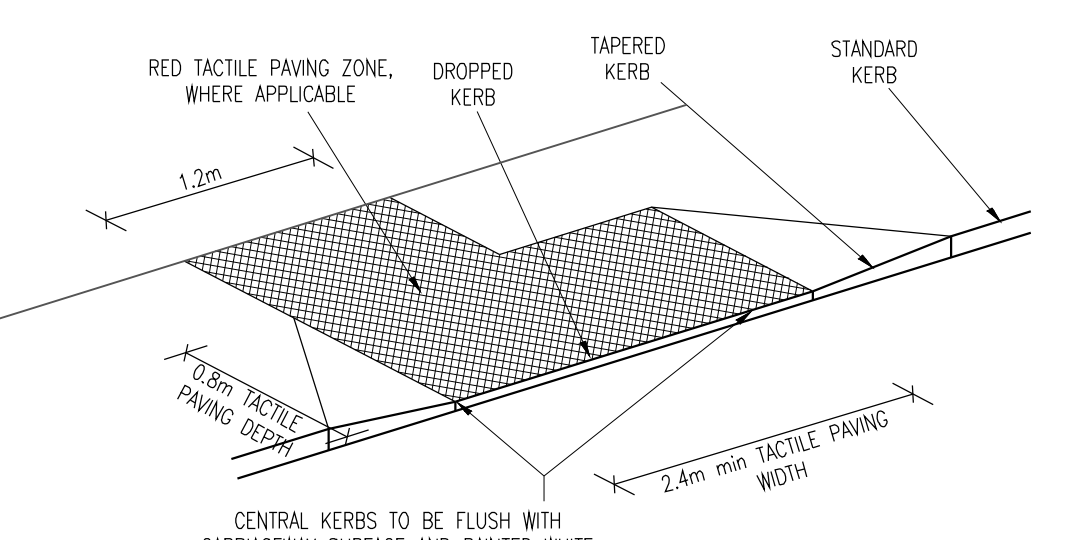 RED TACTILE PAVING ZONE,
WHERE APPLICABLE
DROPPED
KERB
TAPERED
KERB
STANDARD
KERB
1.2m
0.8m TACTILE
PAVING DEPTH
2.4m min TACTILE PAVING
WIDTH
CENTRAL KERBS TO BE FLUSH WITH